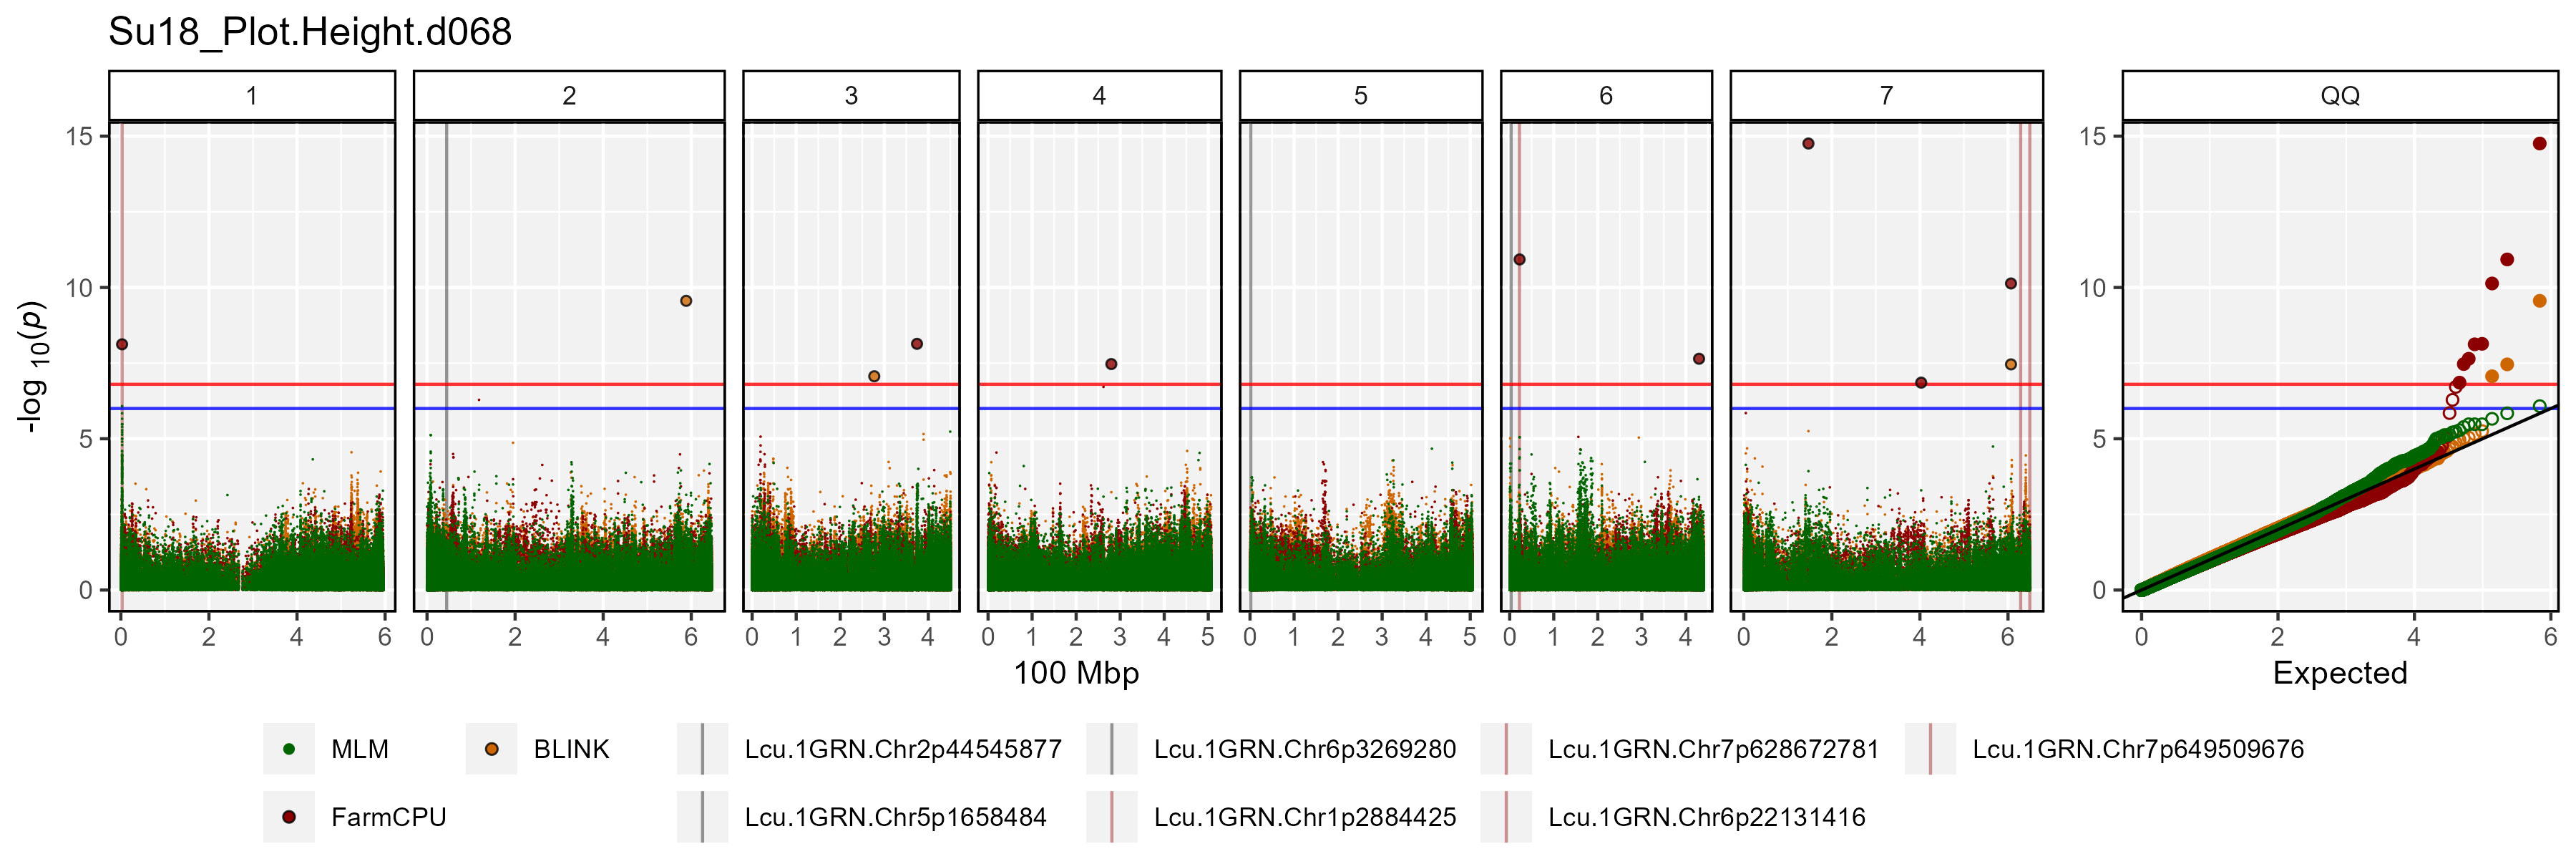 Su18_Plot.Height.d068
1 2 3 4 5 6 7 QQ
15 15
10 10
5 5
0 0
-log 10(p)
0 2 4 6 0 2 4 6 0 1 2 3 4 0 1 2 3 4 5 0 1 2 3 4 5 0 1 2 3 4 0 2 4 6 0 2 4 6
100 Mbp Expected
MLM BLINK Lcu.1GRN.Chr2p44545877 Lcu.1GRN.Chr6p3269280 Lcu.1GRN.Chr7p628672781 Lcu.1GRN.Chr7p649509676
FarmCPU Lcu.1GRN.Chr5p1658484 Lcu.1GRN.Chr1p2884425 Lcu.1GRN.Chr6p22131416